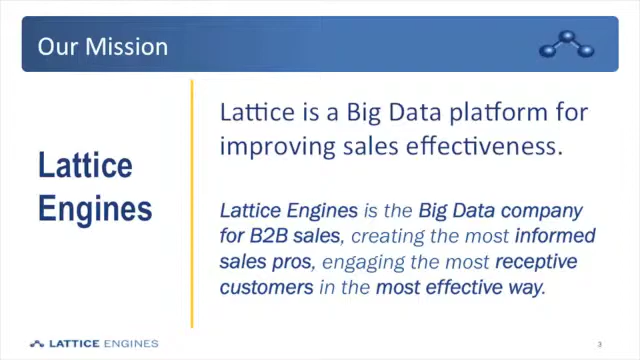 Our Mission
Lattice
Engines
Lattice is a Big Data platform for
improving sales effectiveness.
Lattice Engines is the Big Data company
for B2B sales, creating the most informed
sales pros, engaging the most receptive
customers in the most effective way.
LATTICE ENGINES
3